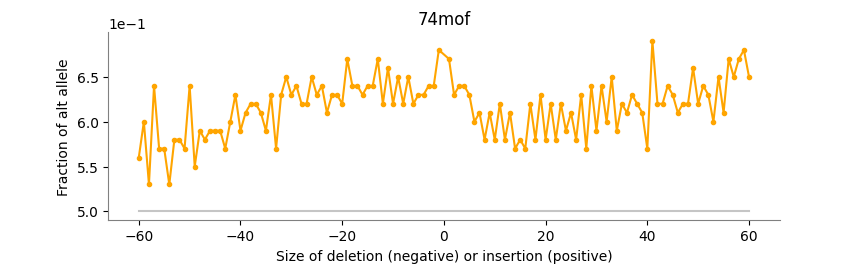 74mof
1e−1
Fraction of alt allele
6.5
6.0
5.5
5.0
−60 −40 −20 0 20 40 60
Size of deletion (negative) or insertion (positive)